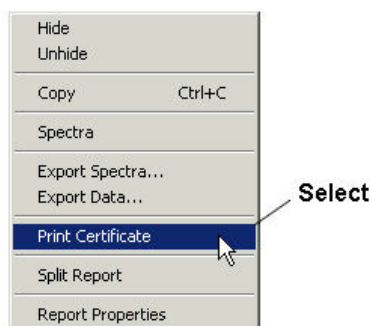 Hide
Unhide
Copy Ctrl+C
Spectra
Export Spectra...
Export Data...
Select
Print Certificate
Split Report
Report Properties